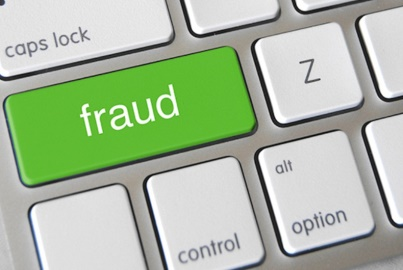 caps lock
fraud
Z
alt
control
option